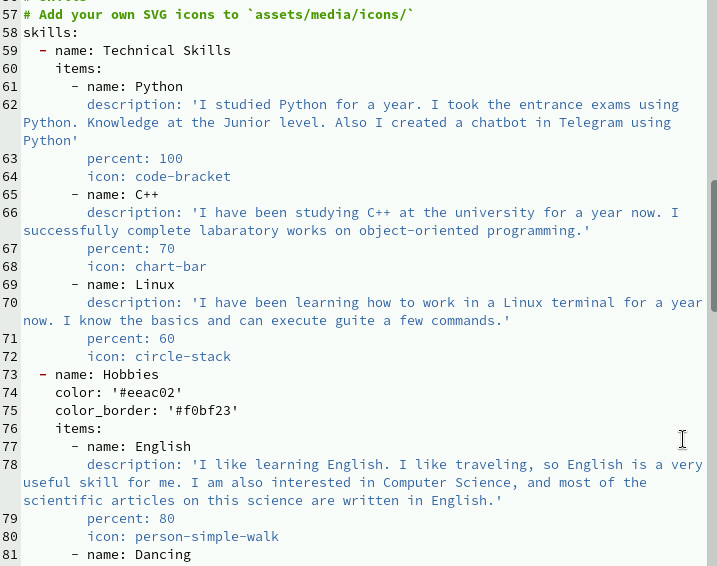 57 # Add your own SVG icons to `assets/media/icons/`
58 skills:
59   - name: Technical Skills
60     items:
61       - name: Python
62         description: 'I studied Python for a year. I took the entrance exams using
Python. Knowledge at the Junior level. Also I created a chatbot in Telegram using
Python'
63         percent: 100
64         icon: code-bracket
65       - name: C++
66         description: 'I have been studying C++ at the university for a year now. I
successfully complete labaratory works on object-oriented programming.'
67         percent: 70
68         icon: chart-bar
69       - name: Linux
70         description: 'I have been learning how to work in a Linux terminal for a year
now. I know the basics and can execute guite a few commands.'
71         percent: 60
72         icon: circle-stack
73   - name: Hobbies
74     color: '#eeac02'
75     color_border: '#f0bf23'
76     items:
77       - name: English
78         description: 'I like learning English. I like traveling, so English is a very
useful skill for me. I am also interested in Computer Science, and most of the
scientific articles on this science are written in English.'
79         percent: 80
80         icon: person-simple-walk
81       - name: Dancing